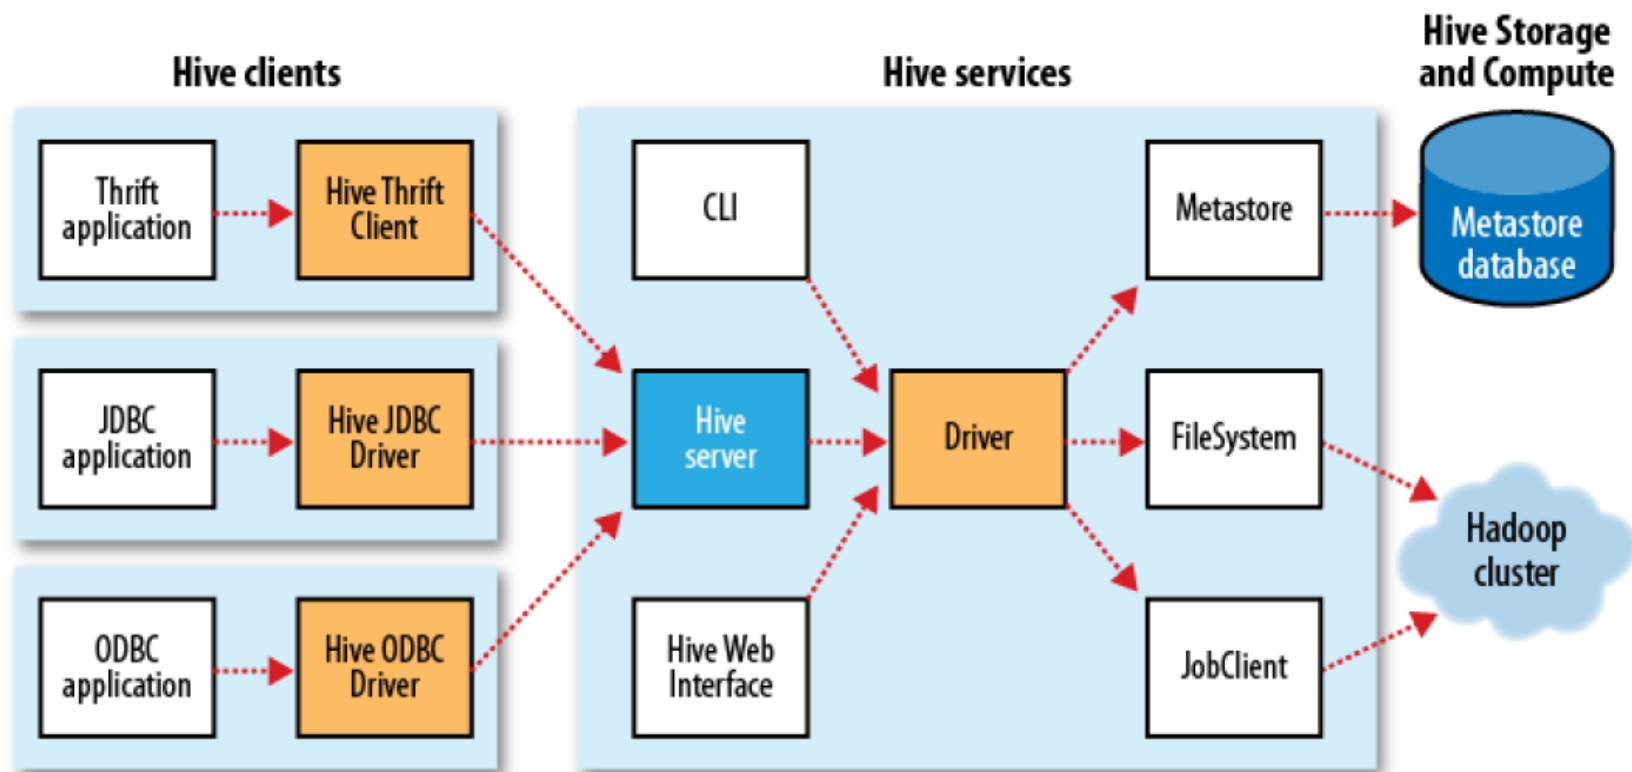 Hive clients
Hive services
Hive Storage
and Compute
Thrift
application
Hive Thrift
Client
CLI
Metastore
Metastore
database
JDBC
application
Hive JDBC
Driver
Hive
server
Driver
FileSystem
Hadoop
cluster
ODBC
application
Hive ODBC
Driver
Hive Web
Interface
JobClient